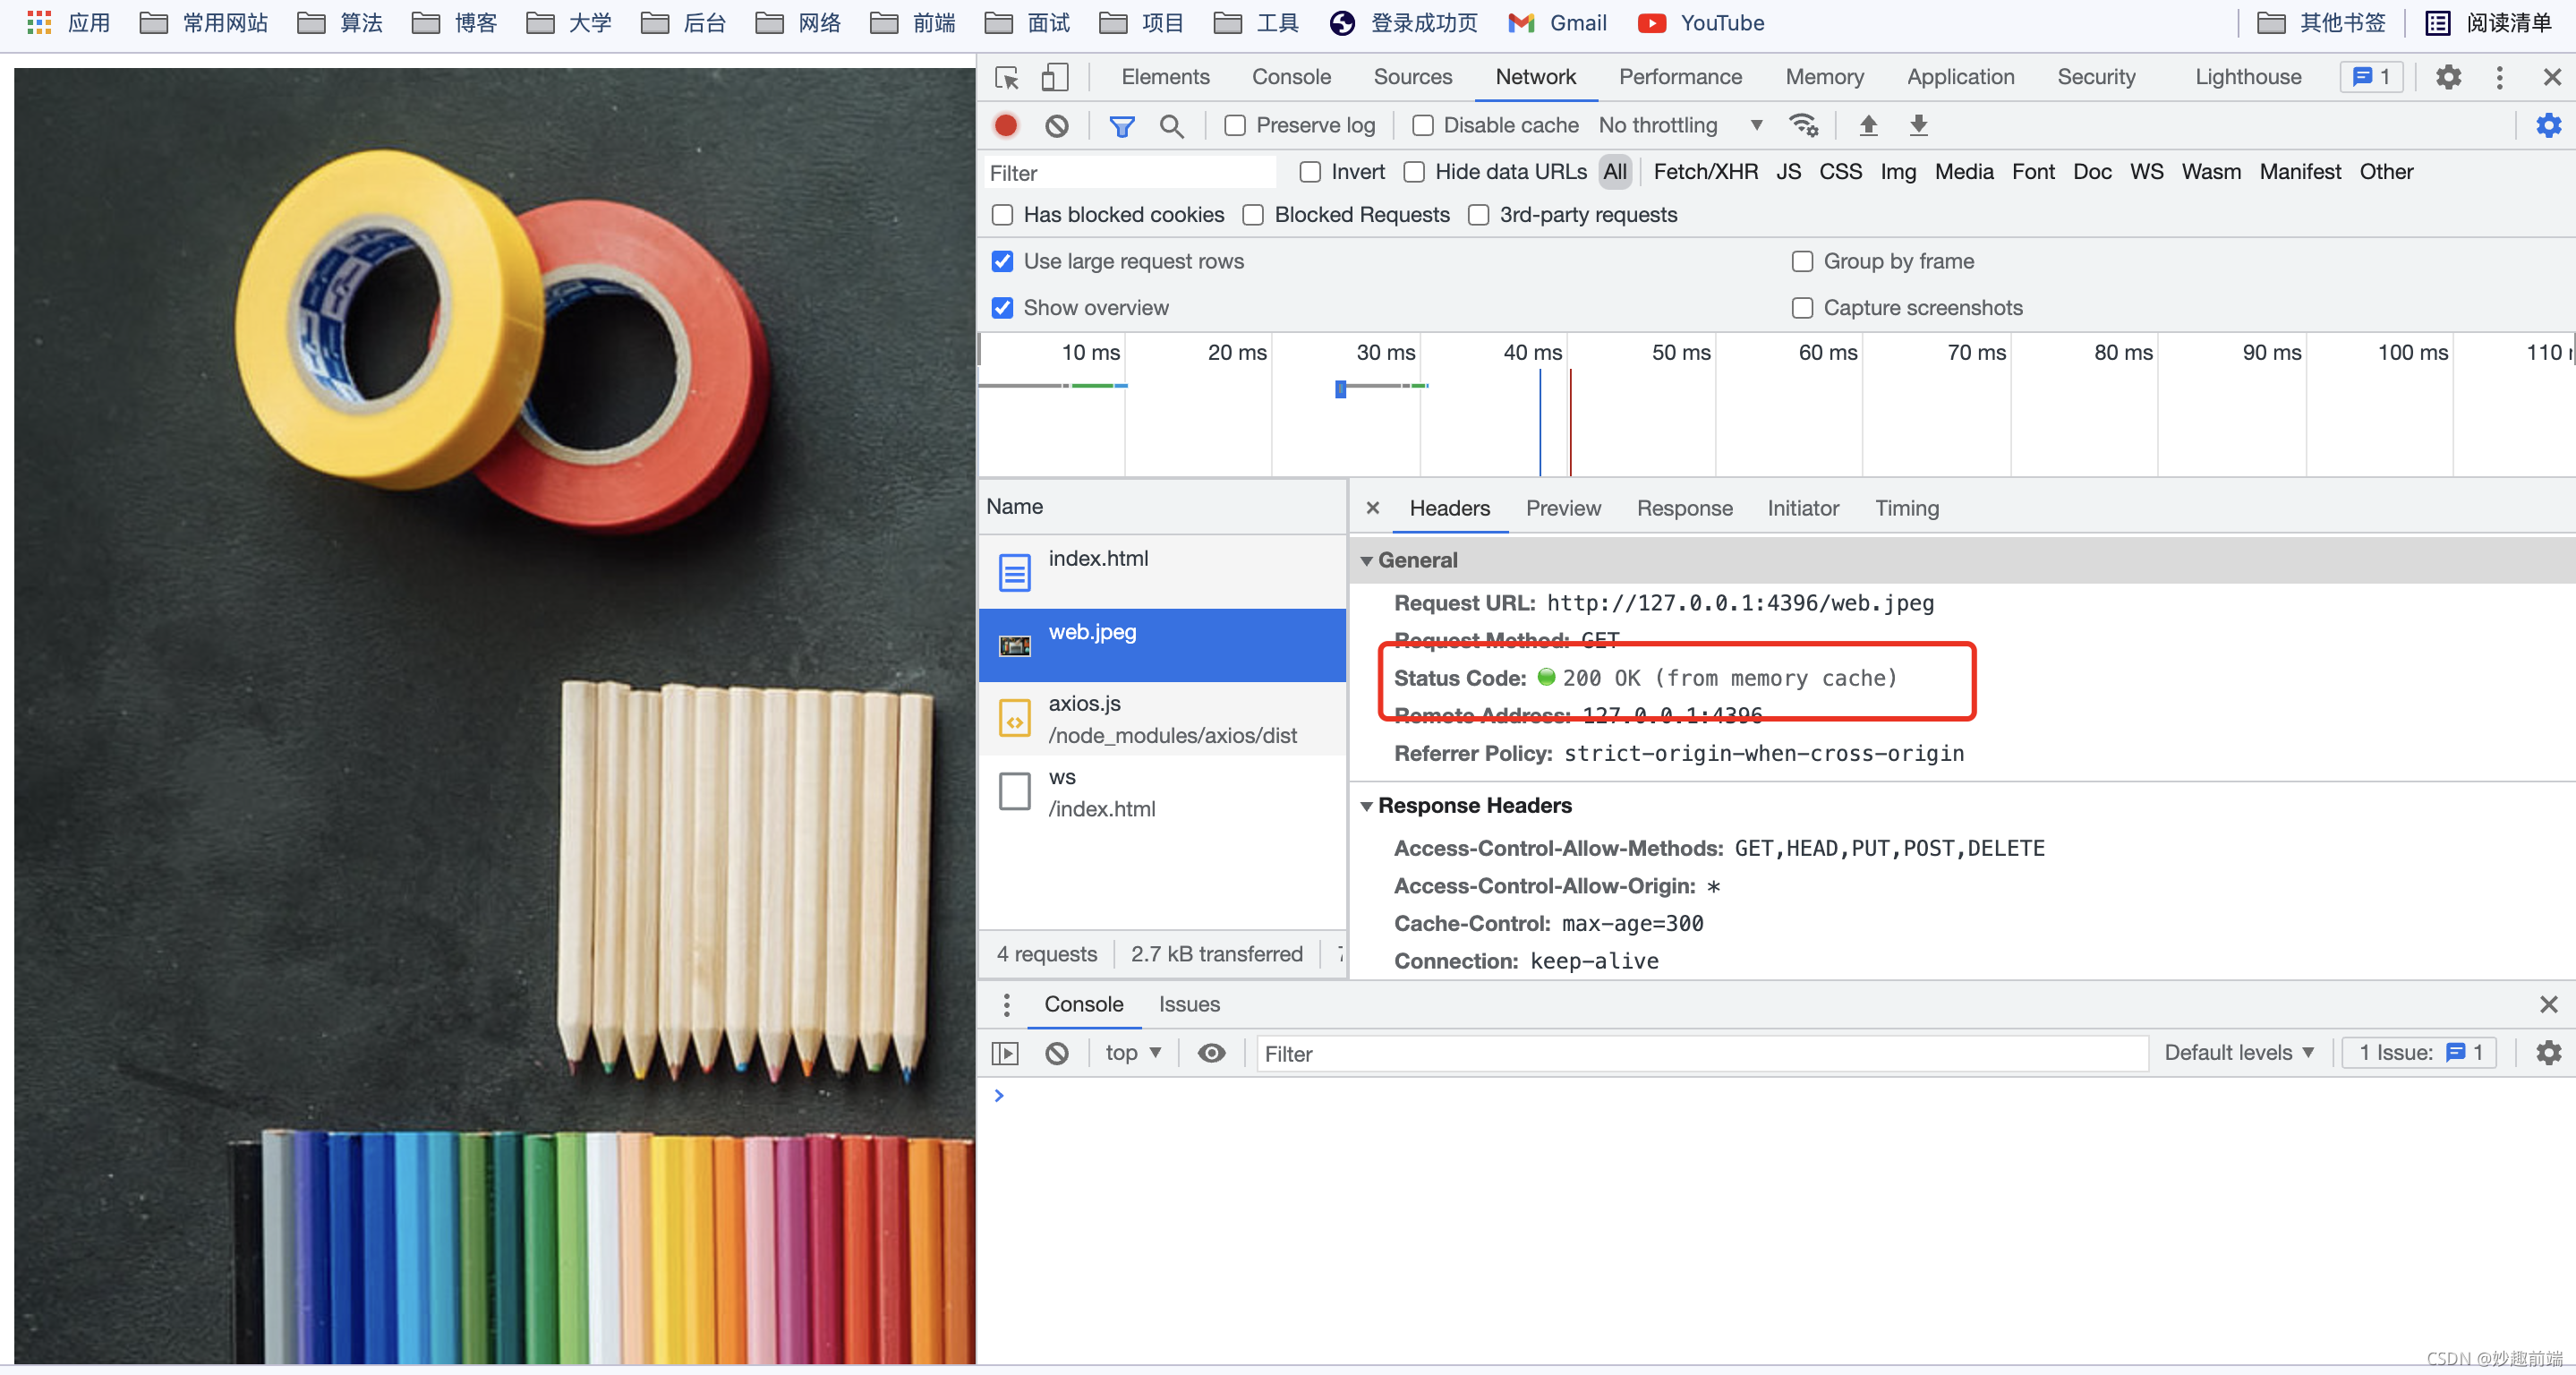 应用 常用网站 算法 博客 大学 后台 网络 前端 面试 项目 工具 登录成功页 Gmail YouTube 其他书签 阅读清单
Elements Console Sources Network Performance Memory Application Security Lighthouse 1
Preserve log Disable cache No throttling
Filter Invert Hide data URLs All Fetch/XHR JS CSS Img Media Font Doc WS Wasm Manifest Other
Has blocked cookies Blocked Requests 3rd-party requests
Use large request rows Group by frame
Show overview Capture screenshots
10 ms 20 ms 30 ms 40 ms 50 ms 60 ms 70 ms 80 ms 90 ms 100 ms 110
Name
index.html
web.jpeg
axios.js
/node_modules/axios/dist
ws
/index.html
4 requests 2.7 kB transferred
Headers Preview Response Initiator Timing
General
Request URL: http://127.0.0.1:4396/web.jpeg
Request Method: GET
Status Code: 200 OK (from memory cache)
Remote Address: 127.0.0.1:4396
Referrer Policy: strict-origin-when-cross-origin
Response Headers
Access-Control-Allow-Methods: GET,HEAD,PUT,POST,DELETE
Access-Control-Allow-Origin: *
Cache-Control: max-age=300
Connection: keep-alive
Console Issues
top Filter Default levels 1 Issue: 1
CSDN @妙趣前端